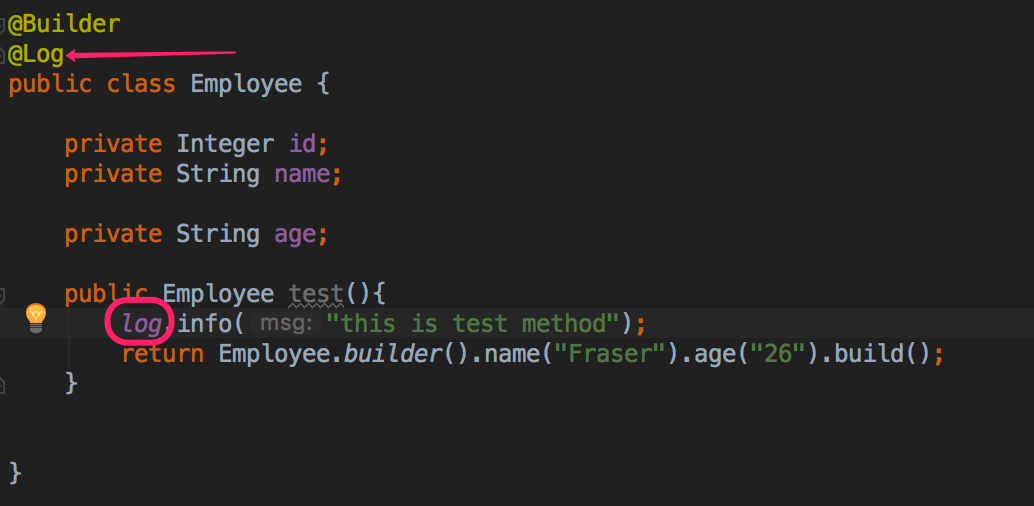 @Builder
@Log
public class Employee {
private Integer id;
private String name;
private String age;
public Employee test(){
log.info( msg: "this is test method");
return Employee.builder().name("Fraser").age("26").build();
}
}